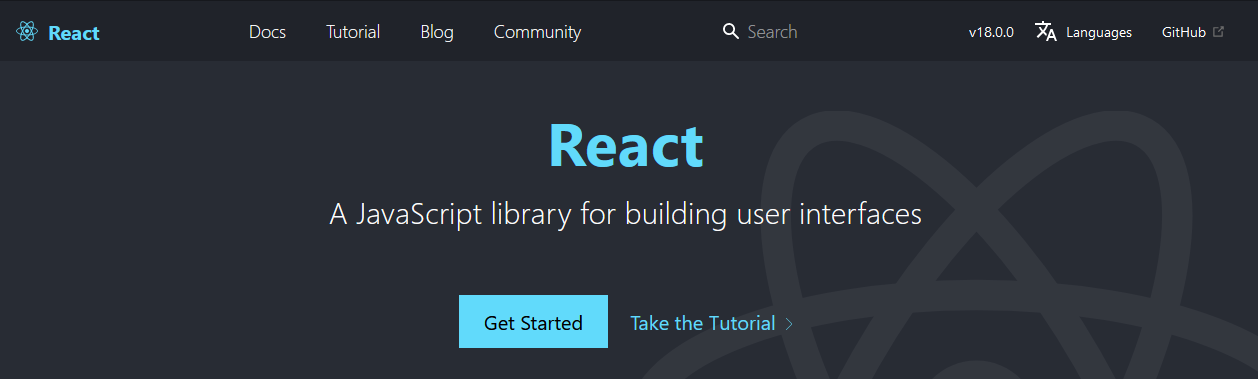 React Docs Tutorial Blog Community Search v18.0.0 Languages GitHub
React
A JavaScript library for building user interfaces
Get Started Take the Tutorial